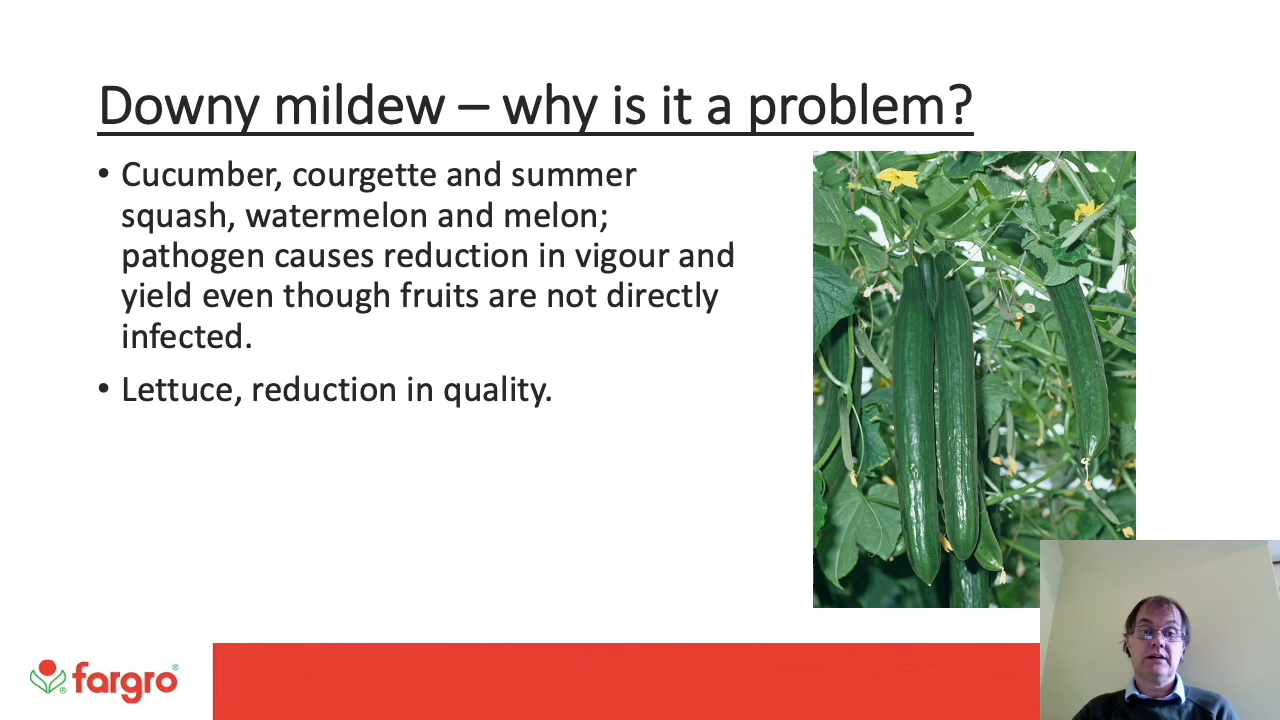 Downy mildew – why is it a problem?
• Cucumber, courgette and summer
squash, watermelon and melon;
pathogen causes reduction in vigour and
yield even though fruits are not directly
infected.
• Lettuce, reduction in quality.
fargro®